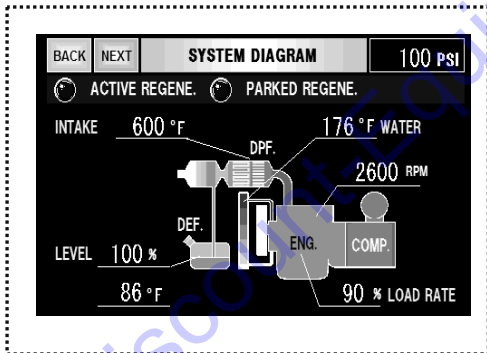 BACK NEXT SYSTEM DIAGRAM 100 PSI
ACTIVE REGENE. PARKED REGENE.
INTAKE 600 °F 176 °F WATER
DPF.
2600 RPM
DEF.
ENG. COMP.
LEVEL 100 %
86 °F 90 % LOAD RATE